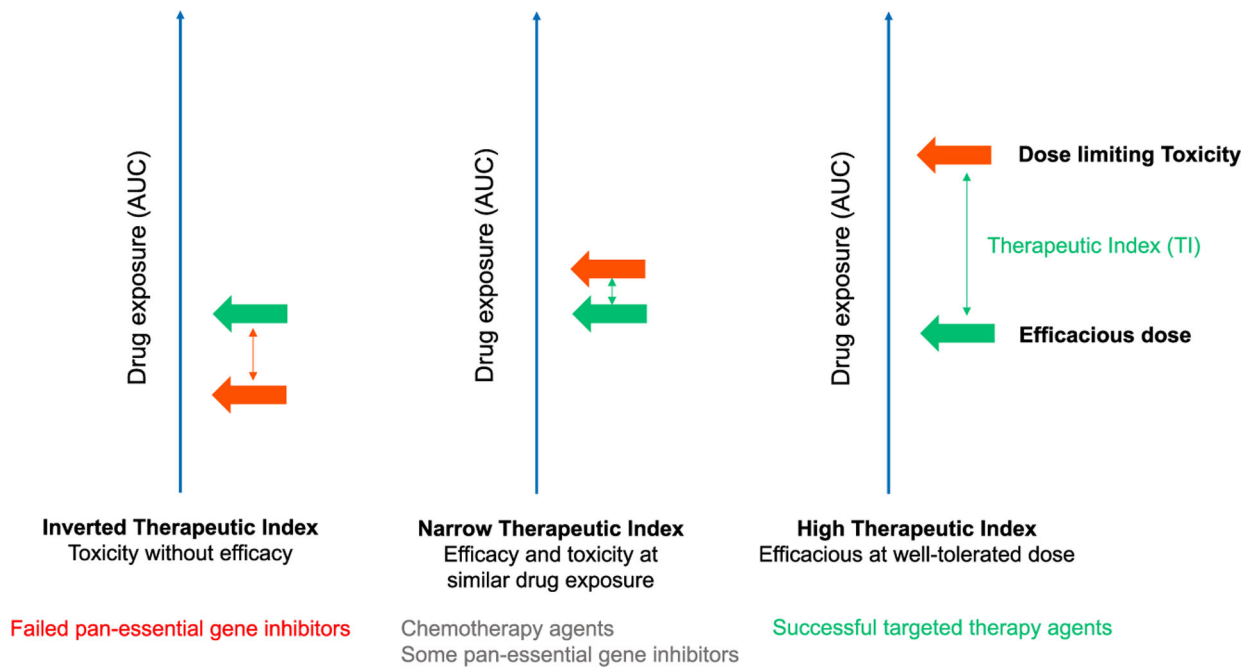 Drug exposure (AUC)
Inverted Therapeutic Index
Toxicity without efficacy
Failed pan-essential gene inhibitors
Drug exposure (AUC)
Narrow Therapeutic Index
Efficacy and toxicity at
similar drug exposure
Chemotherapy agents
Some pan-essential gene inhibitors
Drug exposure (AUC)
Dose limiting Toxicity
Therapeutic Index (TI)
Efficacious dose
High Therapeutic Index
Efficacious at well-tolerated dose
Successful targeted therapy agents